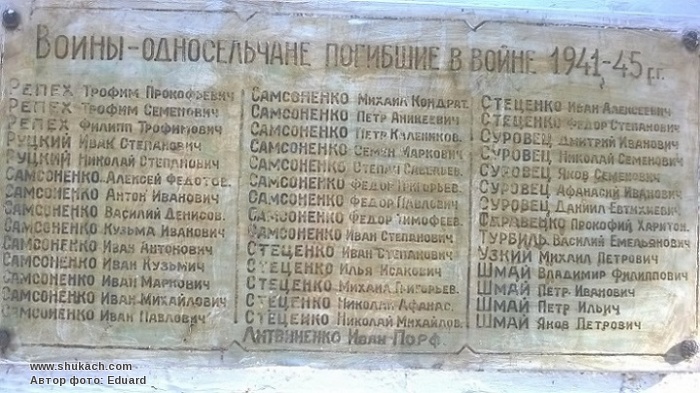 Воины-односельчане погибшие в войне 1941-45 г.г.
Репех Трофим Прокофьевич
Репех Трофим Семенович
Репех Филипп Трофимович
Руцкий Иван Степанович
Руцкий Николай Степанович
Самсоненко Алексей Федотов.
Самсоненко Антон Иванович
Самсоненко Василий Денисов.
Самсоненко Кузьма Иванович
Самсоненко Иван Антонович
Самсоненко Иван Кузьмич
Самсоненко Иван Маркович
Самсоненко Иван Михайлович
Самсоненко Иван Павлович
Самсоненко Михаил Кондрат.
Самсоненко Петр Аникеевич
Самсоненко Петр Каленików.
Самсоненко Семен Маркович
Самсоненко Степан Савельев.
Самсоненко Федор Григорьев.
Самсоненко Федор Павлович
Самсоненко Федор Тимофеев.
Самсоненко Иван Степанович
Стеценко Иван Степанович
Стеценко Илья Исакович
Стеценко Михаил Григорьев.
Стеценко Николай Афанас.
Стеценко Николай Михайлов.
Литвиненко Иван Порф.
Стеценко Иван Алексеевич
Стеценко Федор Степанович
Суровец Дмитрий Иванович
Суровец Николай Семенович
Суровец Яков Семенович
Суровец Афанасий Иванович
Суровец Даниил Евтихиевич
Прокофий Харитон.
Турбиль Василий Емельянович
Узкий Михаил Петрович
Шмай Владимир Филиппович
Шмай Петр Иванович
Шмай Петр Ильич
Шмай Яков Петрович
www.shukach.com
Автор фото: Eduard